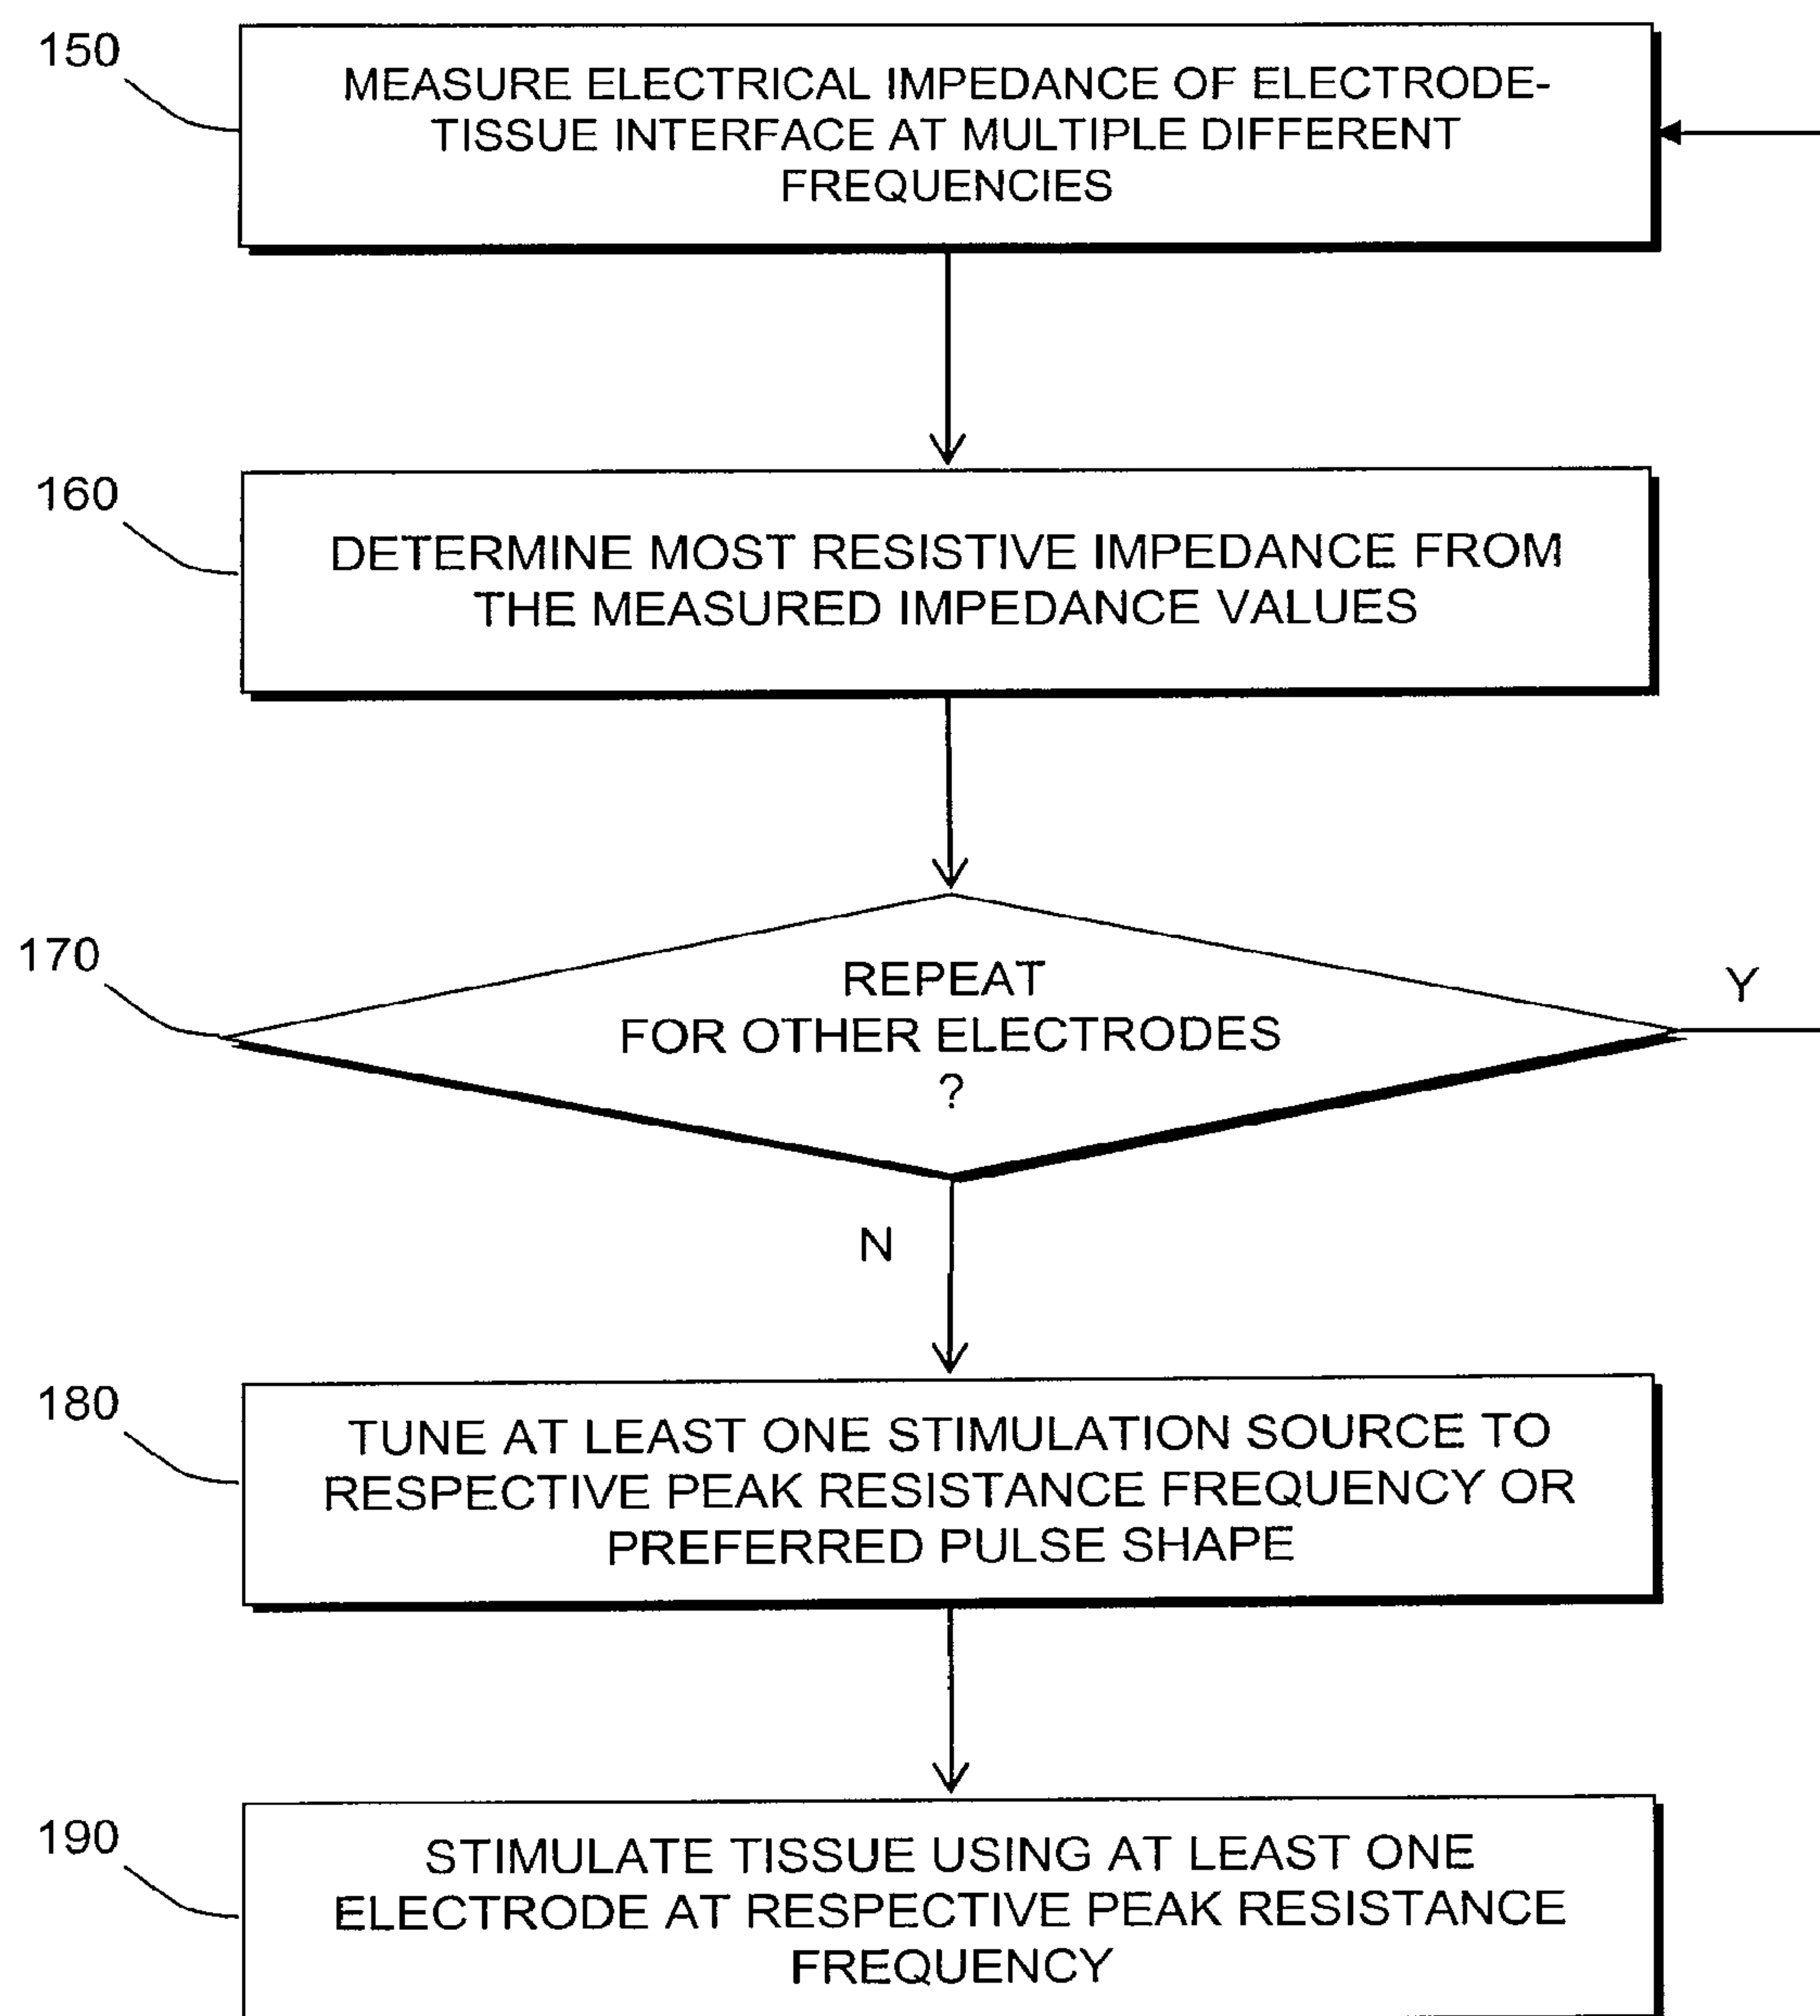 150
MEASURE ELECTRICAL IMPEDANCE OF ELECTRODE-
TISSUE INTERFACE AT MULTIPLE DIFFERENT
FREQUENCIES
160
DETERMINE MOST RESISTIVE IMPEDANCE FROM
THE MEASURED IMPEDANCE VALUES
170
REPEAT
FOR OTHER ELECTRODES
?
Y
N
180
TUNE AT LEAST ONE STIMULATION SOURCE TO
RESPECTIVE PEAK RESISTANCE FREQUENCY OR
PREFERRED PULSE SHAPE
190
STIMULATE TISSUE USING AT LEAST ONE
ELECTRODE AT RESPECTIVE PEAK RESISTANCE
FREQUENCY